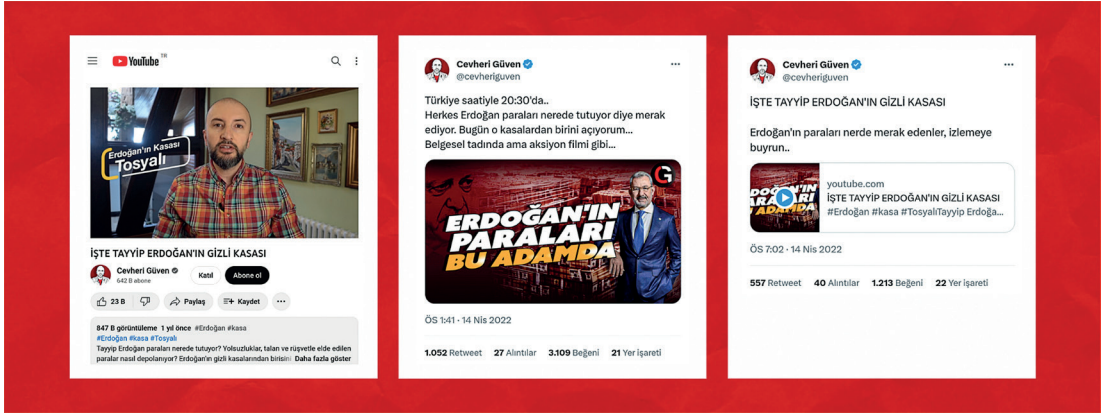 YouTube TR
Erdoğan'ın Kasası
Tosyalı
İŞTE TAYYİP ERDOĞAN'IN GİZLİ KASASI
Cevheri Güven
642 B abone
Katıl
Abone ol
23 B
Paylaş
Kaydet
847 B görüntüleme 1 yıl önce #Erdoğan #kasa
#Erdoğan #kasa #Tosyalı
Tayyip Erdoğan paraları nerede tutuyor? Yolsuzluklar, talan ve rüşvetle elde edilen
paralar nasıl depolanıyor? Erdoğan'ın gizli kasalarından birisini Daha fazla göster
Cevheri Güven
@cevheriguven
Türkiye saatiyle 20:30'da..
Herkes Erdoğan paraları nerede tutuyor diye merak
ediyor. Bugün o kasalardan birini açıyorum...
Belgesel tadında ama aksiyon filmi gibi...
CG
ERDOĞAN'IN
PARALARI
BU ADAMDA
ÖS 1:41 · 14 Nis 2022
1.052 Retweet 27 Alıntılar 3.109 Beğeni 21 Yer işareti
Cevheri Güven
@cevheriguven
İŞTE TAYYİP ERDOĞAN'IN GİZLİ KASASI
Erdoğan'ın paraları nerde merak edenler, izlemeye
buyrun..
youtube.com
İŞTE TAYYİP ERDOĞAN'IN GİZLİ KASASI
#Erdoğan #kasa #TosyalıTayyip Erdoğa...
ÖS 7:02 · 14 Nis 2022
557 Retweet 40 Alıntılar 1.213 Beğeni 22 Yer işareti